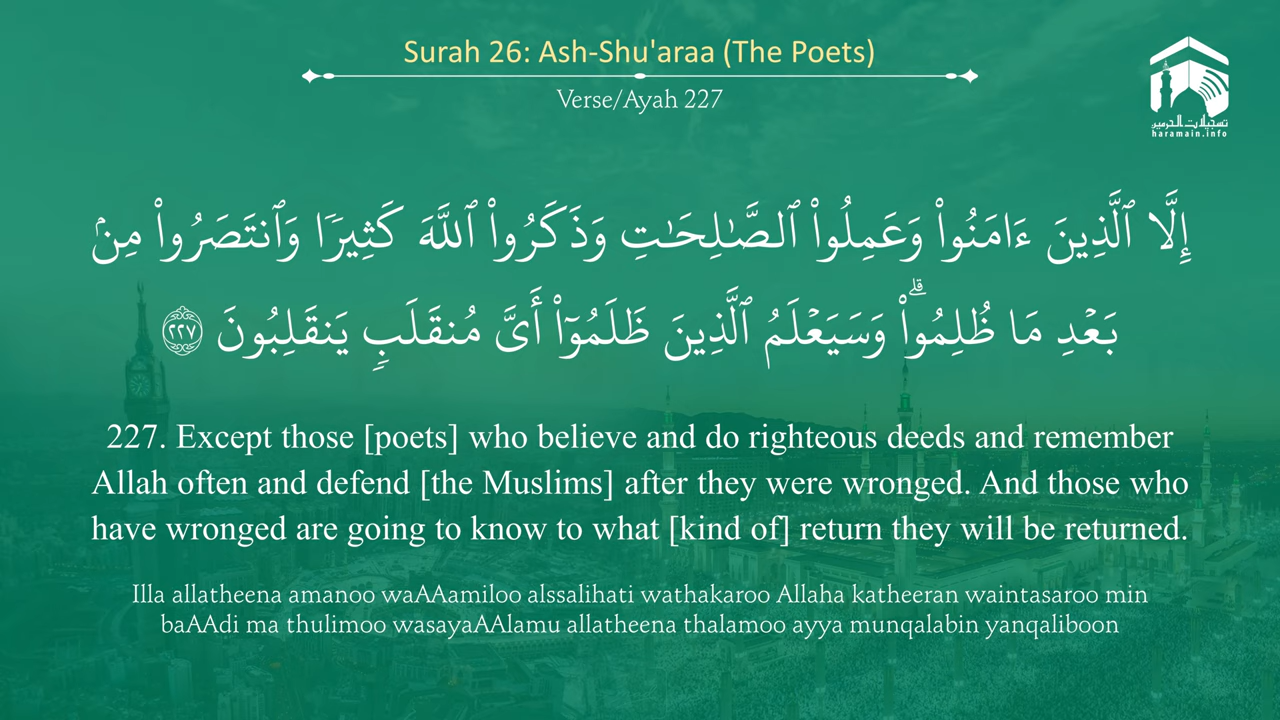 Surah 26: Ash-Shu'araa (The Poets)
Verse/Ayah 227
تسجيلات الحرمين
haramain.info
إِلَّا ٱلَّذِينَ ءَامَنُوا۟ وَعَمِلُوا۟ ٱلصَّـٰلِحَـٰتِ وَذَكَرُوا۟ ٱللَّهَ كَثِيرًا وَٱنتَصَرُوا۟ مِنۢ
بَعْدِ مَا ظُلِمُوا۟ ۗ وَسَيَعْلَمُ ٱلَّذِينَ ظَلَمُوٓا۟ أَىَّ مُنقَلَبٍ يَنقَلِبُونَ ٢٢٧
227. Except those [poets] who believe and do righteous deeds and remember
Allah often and defend [the Muslims] after they were wronged. And those who
have wronged are going to know to what [kind of] return they will be returned.
Illa allatheena amanoo waAAamiloo alssalihati wathakaroo Allaha katheeran waintasaroo min
baAAdi ma thulimoo wasayaAAlamu allatheena thalamoo ayya munqalabin yanqaliboon